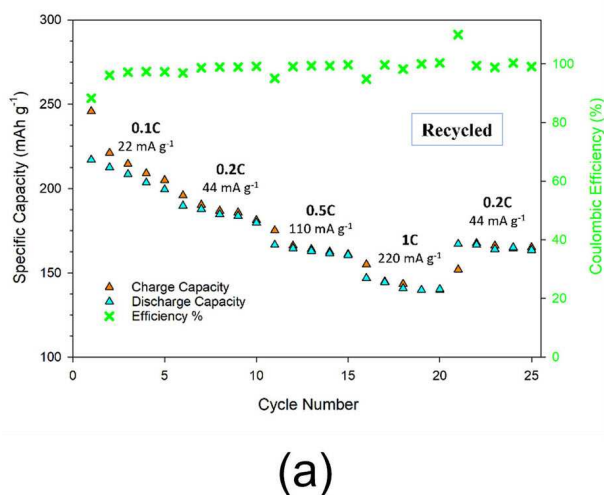 300
250
200
150
100
Specific Capacity (mAh g⁻¹)
0.1C
22 mA g⁻¹
0.2C
44 mA g⁻¹
0.5C
110 mA g⁻¹
1C
220 mA g⁻¹
0.2C
44 mA g⁻¹
Recycled
Charge Capacity
Discharge Capacity
Efficiency %
100
80
60
40
20
0
Coulombic Efficiency (%)
0 5 10 15 20 25
Cycle Number
(a)